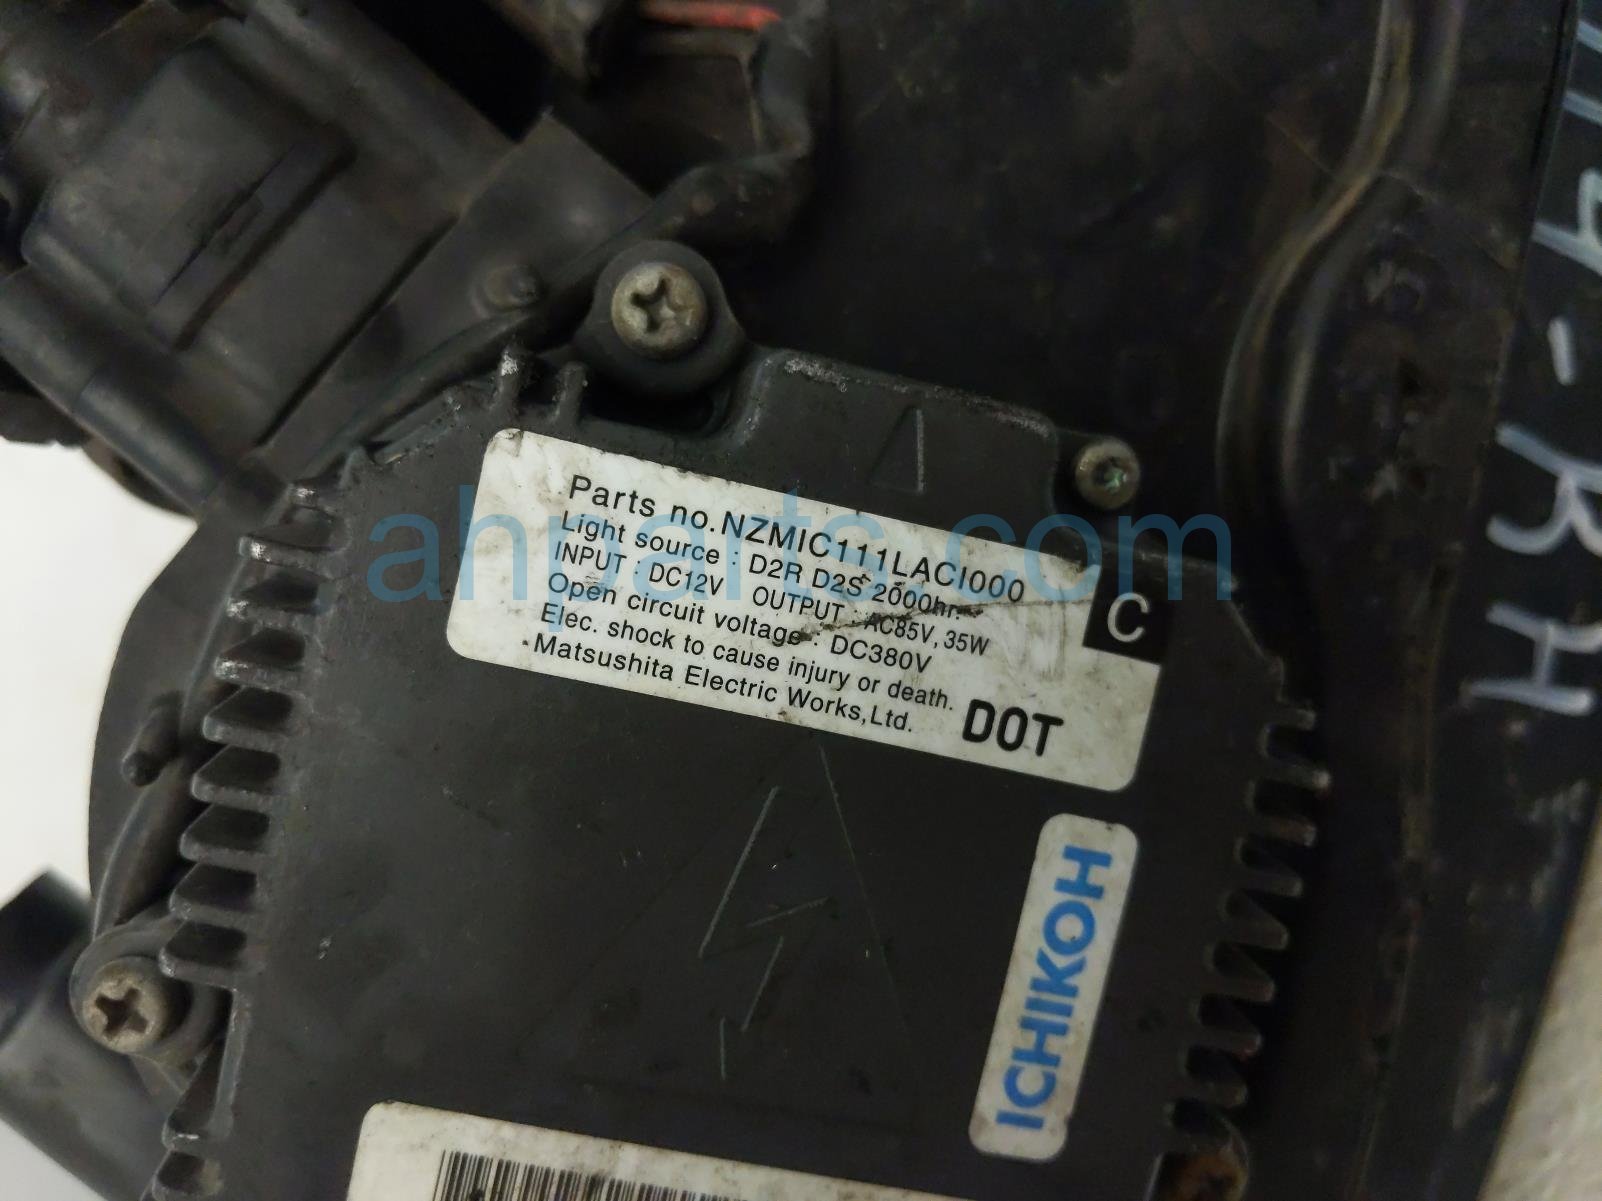 Parts no.NZMIC111LACI000
Light source : D2R D2S 2000hr.
INPUT : DC12V OUTPUT : AC85V, 35W
Open circuit voltage : DC380V
Elec. shock to cause injury or death.
Matsushita Electric Works,Ltd.
DOT
C
ICHIKOH
ahparts.com
-RH